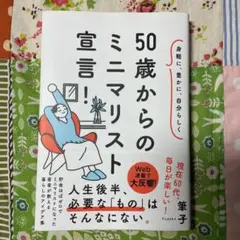 身軽に、豊かに、自分らしく
50歳からの
ミニマリスト
宣言!
現在60代、
毎日が楽しい!
筆子
Web
連載で
大反響!
人生後半、
必要な「もの」は
そんなにない。